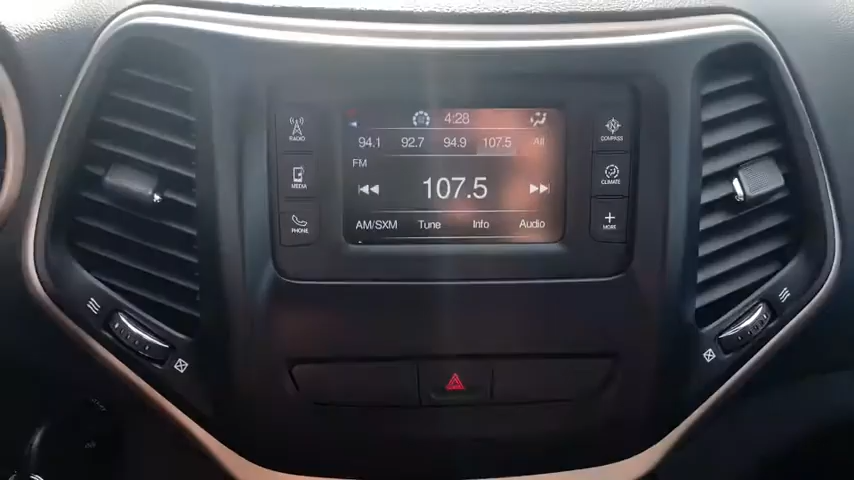 4:28
94.1 92.7 94.9 107.5 All
FM
107.5
AM/SXM Tune Info Audio
RADIO
MEDIA
PHONE
N
COMPASS
CLIMATE
MORE